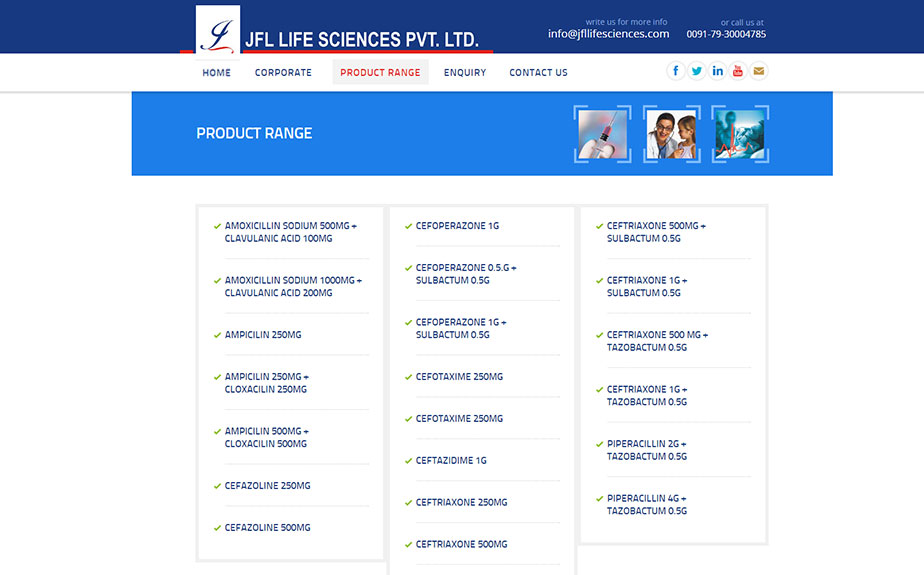 JFL LIFE SCIENCES PVT. LTD.
write us for more info
info@jfllifesciences.com
or call us at
0091-79-30004785
HOME
CORPORATE
PRODUCT RANGE
ENQUIRY
CONTACT US
PRODUCT RANGE
AMOXICILLIN SODIUM 500MG +
CLAVULANIC ACID 100MG
AMOXICILLIN SODIUM 1000MG +
CLAVULANIC ACID 200MG
AMPICILIN 250MG
AMPICILIN 250MG +
CLOXACILIN 250MG
AMPICILIN 500MG +
CLOXACILIN 500MG
CEFAZOLINE 250MG
CEFAZOLINE 500MG
CEFOPERAZONE 1G
CEFOPERAZONE 0.5.G +
SULBACTUM 0.5G
CEFOPERAZONE 1G +
SULBACTUM 0.5G
CEFOTAXIME 250MG
CEFOTAXIME 250MG
CEFTAZIDIME 1G
CEFTRIAXONE 250MG
CEFTRIAXONE 500MG
CEFTRIAXONE 500MG +
SULBACTUM 0.5G
CEFTRIAXONE 1G +
SULBACTUM 0.5G
CEFTRIAXONE 500 MG +
TAZOBACTUM 0.5G
CEFTRIAXONE 1G +
TAZOBACTUM 0.5G
PIPERACILLIN 2G +
TAZOBACTUM 0.5G
PIPERACILLIN 4G +
TAZOBACTUM 0.5G